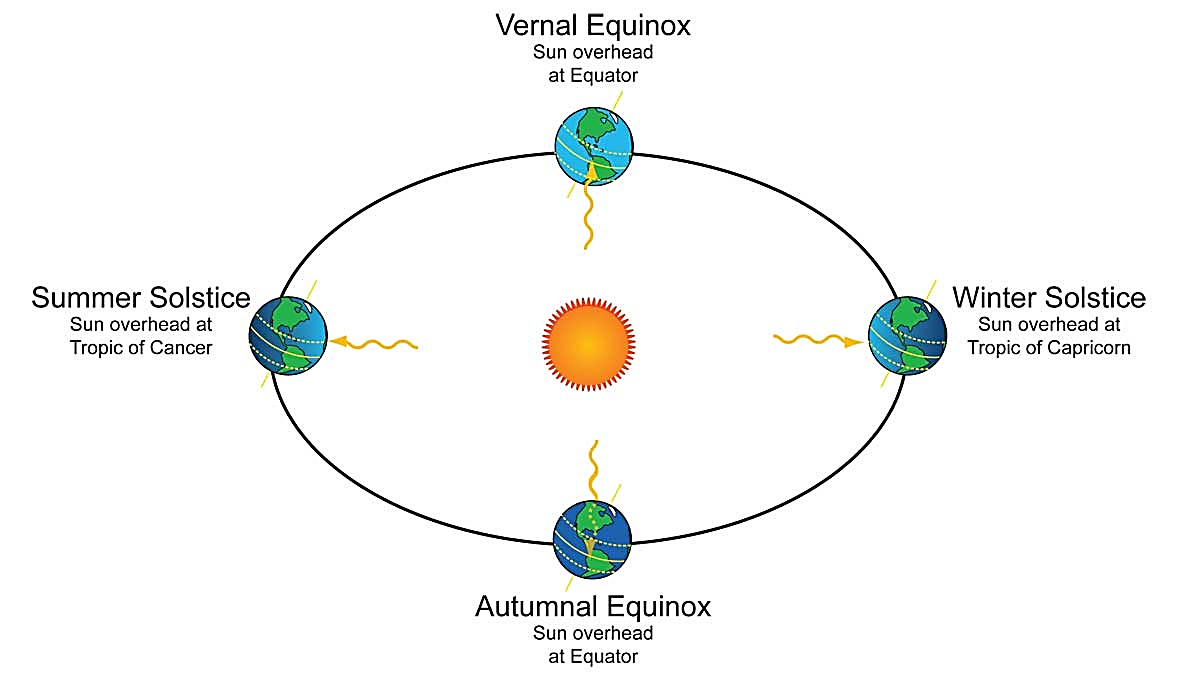 Vernal Equinox
Sun overhead
at Equator
Summer Solstice
Sun overhead at
Tropic of Cancer
Winter Solstice
Sun overhead at
Tropic of Capricorn
Autumnal Equinox
Sun overhead
at Equator